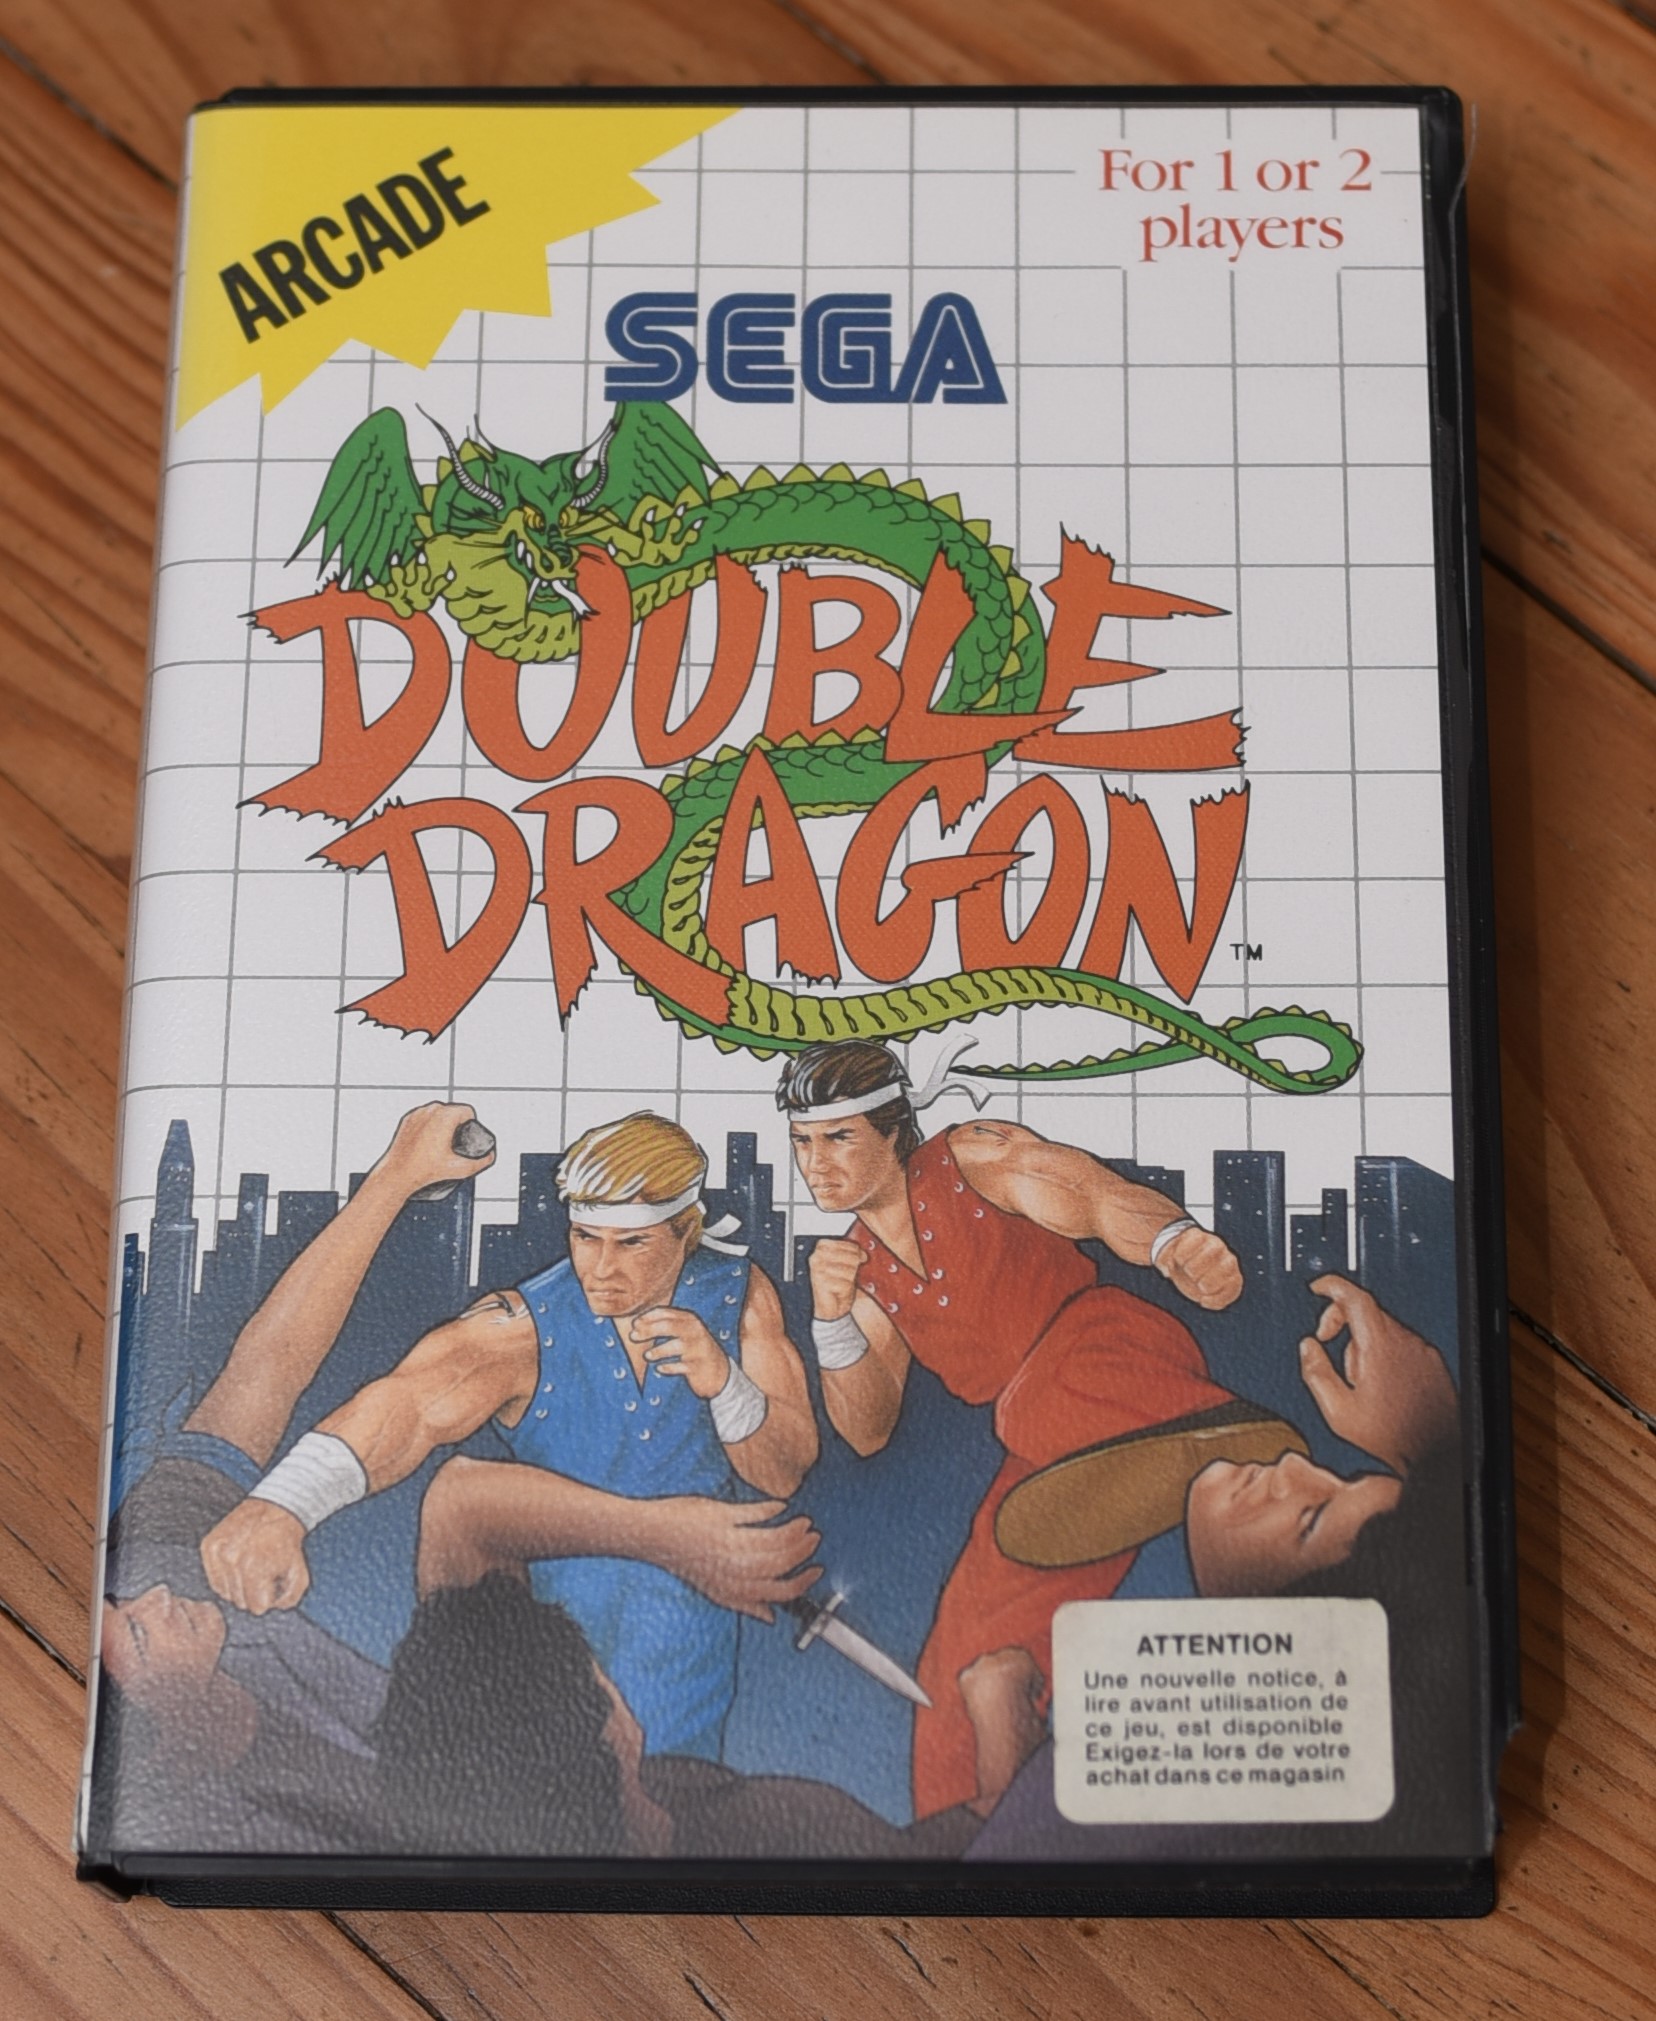 ARCADE
For 1 or 2
players
SEGA
DOUBLE
DRAGON
TM
ATTENTION
Une nouvelle notice, à
lire avant utilisation de
ce jeu, est disponible
Exigez-la lors de votre
achat dans ce magasin